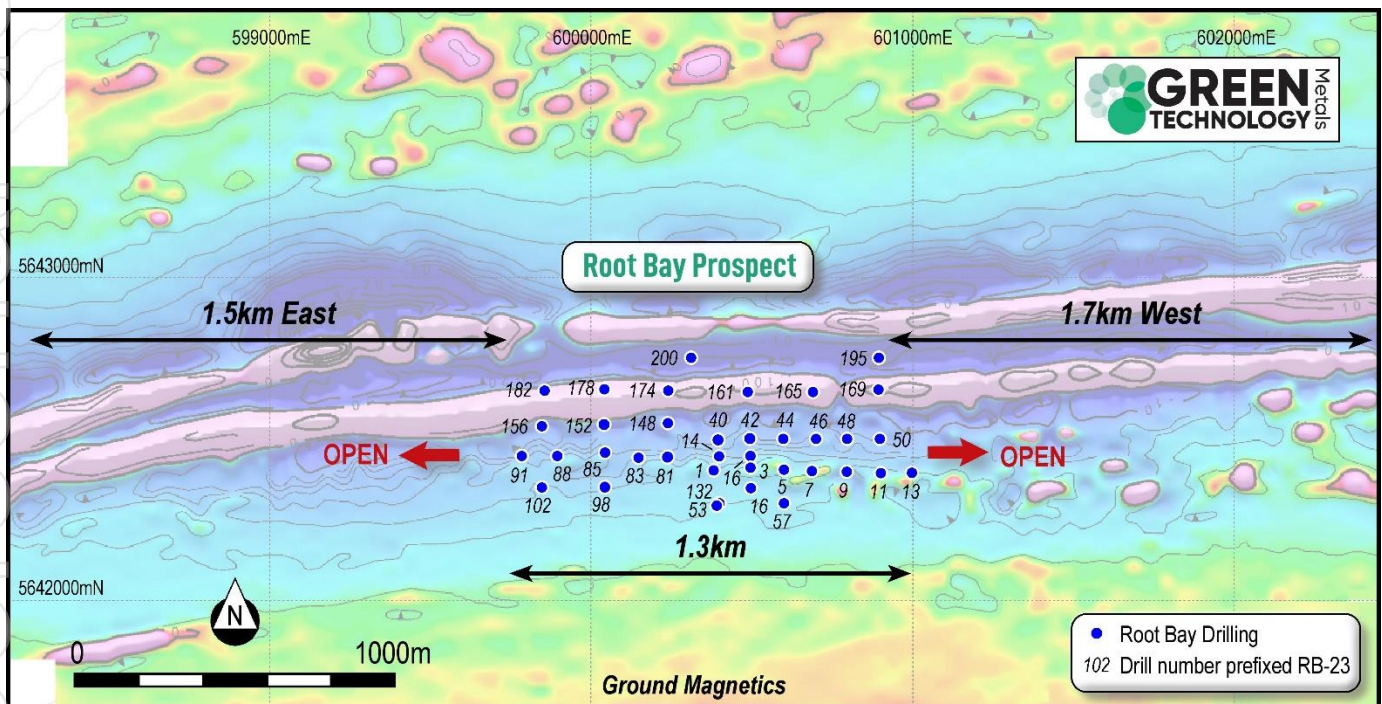 599000mE 600000mE 601000mE 602000mE
GREEN
TECHNOLOGY
Metals
5643000mN
Root Bay Prospect
1.5km East
1.7km West
200 195
182 178 174 161 165 169
156 152 148 40 42 44 46 48 50
14
OPEN
OPEN
91 88 85 83 81 1 16 3 5 7 9 11 13
102 98 132 16
53 57
1.3km
5642000mN
N
0 1000m
Ground Magnetics
Root Bay Drilling
102 Drill number prefixed RB-23